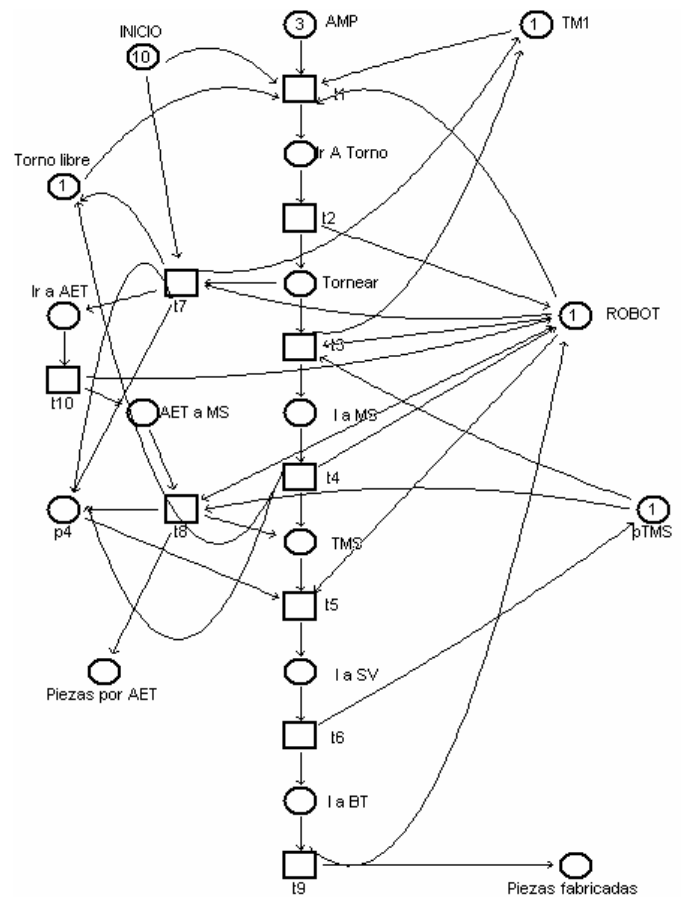 INICIO
10
3
AMP
1
TM1
t1
Ir A Torno
Torno libre
1
t2
Ir a AET
t7
Tornear
1
ROBOT
t3
t10
AET a MS
I a MS
t4
p4
t8
1
pTMS
TMS
t5
Piezas por AET
I a SV
t6
I a BT
t9
Piezas fabricadas